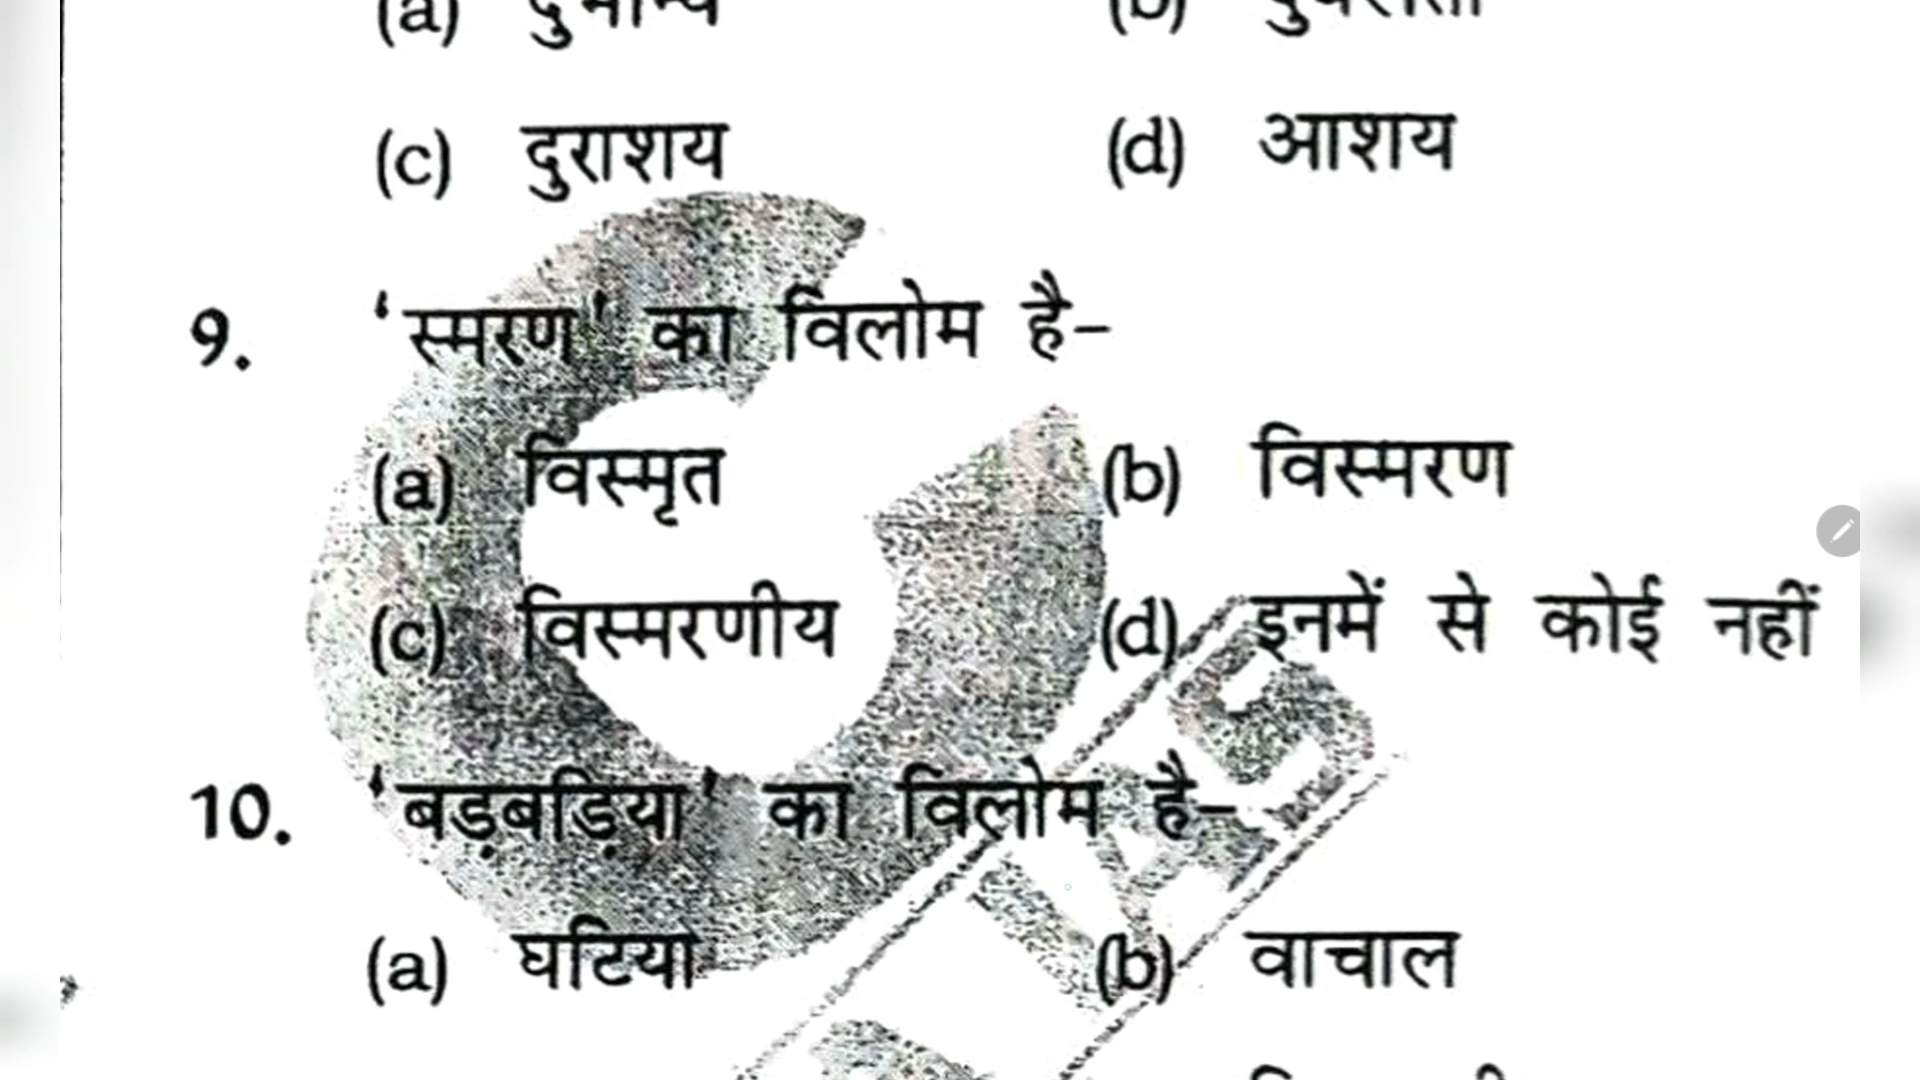 (a)
(b)
(c) दुराशय (d) आशय
9. 'स्मरण' का विलोम है–
(a) विस्मृत (b) विस्मरण
(c) विस्मरणीय (d) इनमें से कोई नहीं
10. 'बड़बड़िया' का विलोम है–
(a) घटिया (b) वाचाल